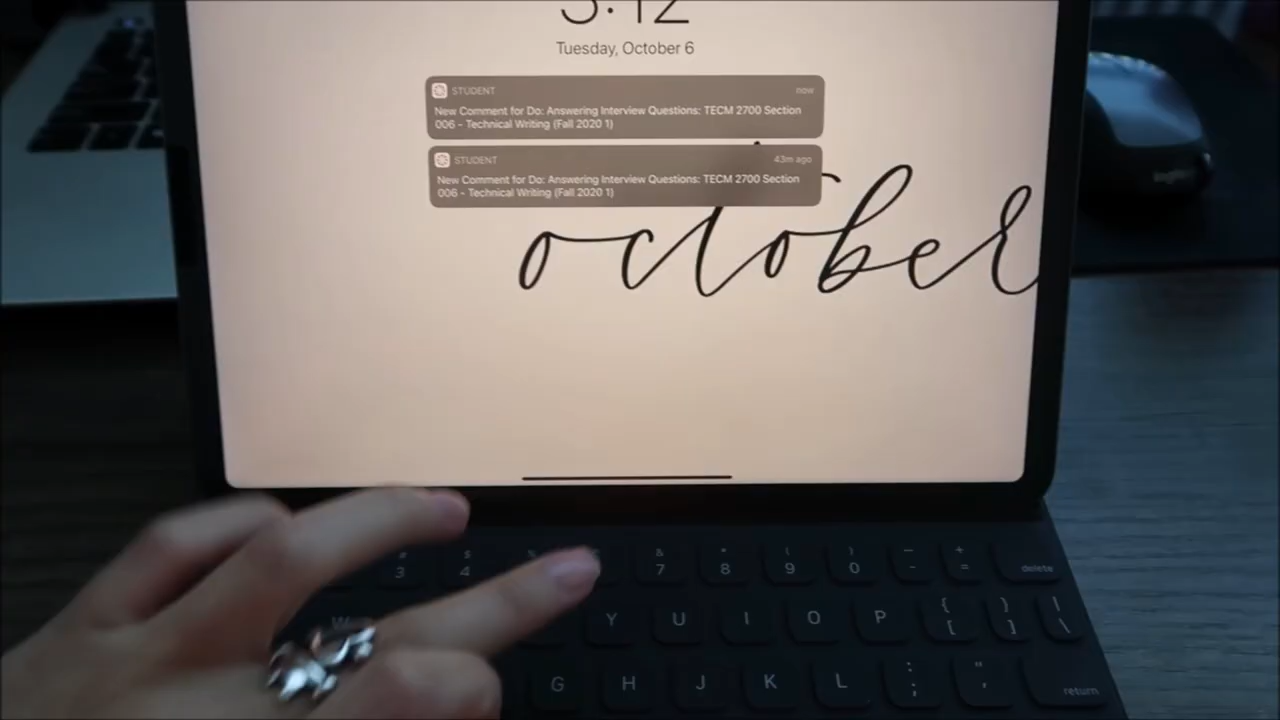 Tuesday, October 6
STUDENT
now
New Comment for Do: Answering Interview Questions: TECM 2700 Section
006 - Technical Writing (Fall 2020 1)
STUDENT
43m ago
New Comment for Do: Answering Interview Questions: TECM 2700 Section
006 - Technical Writing (Fall 2020 1)
october
# $ & * ( ) _ +
3 4 7 8 9 0 - = delete
{ } |
Y U I O P [ ] \
: "
G H J K L ; ' return